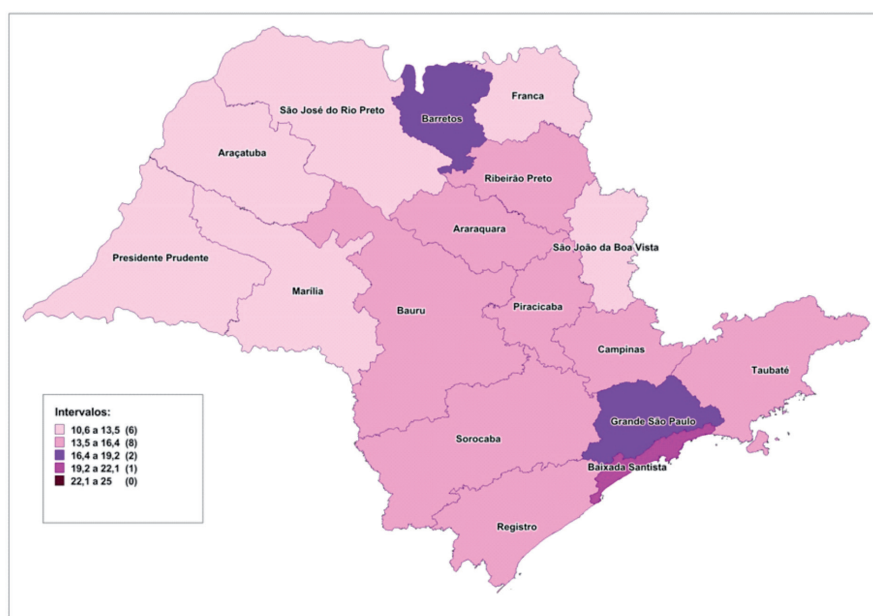 Franca
São José do Rio Preto
Barretos
Araçatuba
Ribeirão Preto
Araraquara
São João da Boa Vista
Presidente Prudente
Marília
Piracicaba
Bauru
Campinas
Taubaté
Grande São Paulo
Sorocaba
Baixada Santista
Registro
Intervalos:
10,6 a 13,5 (6)
13,5 a 16,4 (8)
16,4 a 19,2 (2)
19,2 a 22,1 (1)
22,1 a 25 (0)